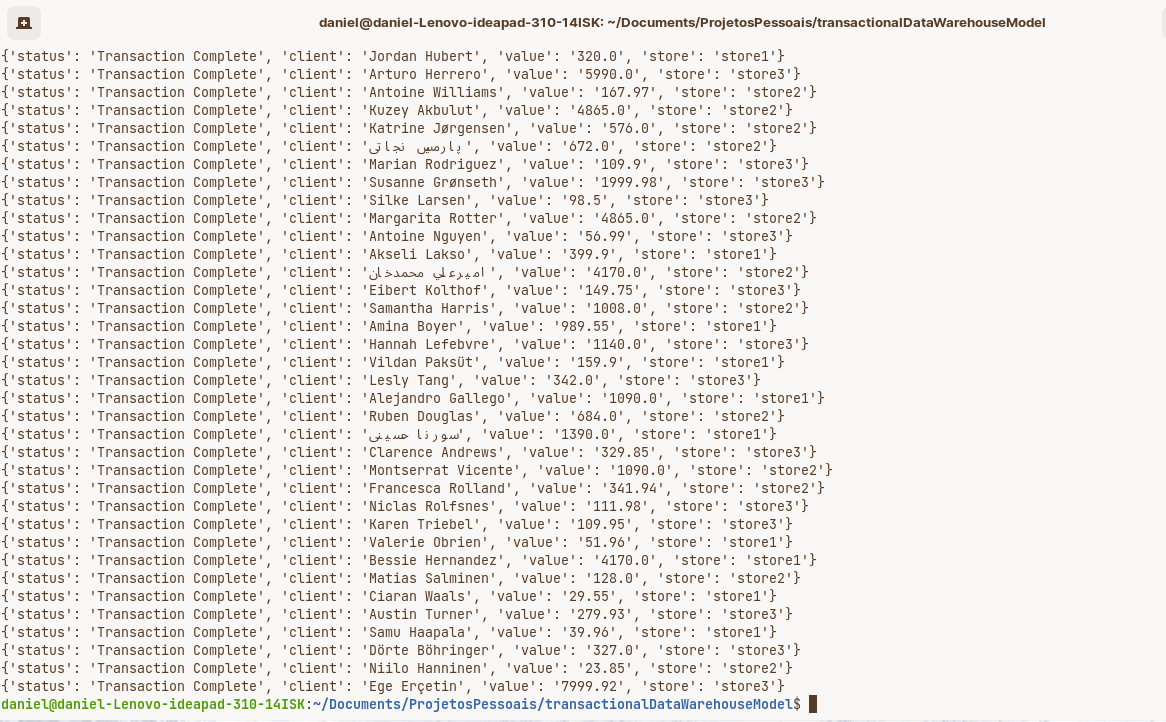 daniel@daniel-Lenovo-ideapad-310-14ISK: ~/Documents/ProjetosPessoais/transactionalDataWarehouseModel
{'status': 'Transaction Complete', 'client': 'Jordan Hubert', 'value': '320.0', 'store': 'store1'}
{'status': 'Transaction Complete', 'client': 'Arturo Herrero', 'value': '5990.0', 'store': 'store3'}
{'status': 'Transaction Complete', 'client': 'Antoine Williams', 'value': '167.97', 'store': 'store2'}
{'status': 'Transaction Complete', 'client': 'Kuzey Akbulut', 'value': '4865.0', 'store': 'store2'}
{'status': 'Transaction Complete', 'client': 'Katrine Jørgensen', 'value': '576.0', 'store': 'store2'}
{'status': 'Transaction Complete', 'client': 'پارمیس نجاتی', 'value': '672.0', 'store': 'store2'}
{'status': 'Transaction Complete', 'client': 'Marian Rodriguez', 'value': '109.9', 'store': 'store3'}
{'status': 'Transaction Complete', 'client': 'Susanne Grønseth', 'value': '1999.98', 'store': 'store3'}
{'status': 'Transaction Complete', 'client': 'Silke Larsen', 'value': '98.5', 'store': 'store3'}
{'status': 'Transaction Complete', 'client': 'Margarita Rotter', 'value': '4865.0', 'store': 'store2'}
{'status': 'Transaction Complete', 'client': 'Antoine Nguyen', 'value': '56.99', 'store': 'store3'}
{'status': 'Transaction Complete', 'client': 'Akseli Lakso', 'value': '399.9', 'store': 'store1'}
{'status': 'Transaction Complete', 'client': 'امیرعلي محمدخان', 'value': '4170.0', 'store': 'store2'}
{'status': 'Transaction Complete', 'client': 'Eibert Kolthof', 'value': '149.75', 'store': 'store3'}
{'status': 'Transaction Complete', 'client': 'Samantha Harris', 'value': '1008.0', 'store': 'store2'}
{'status': 'Transaction Complete', 'client': 'Amina Boyer', 'value': '989.55', 'store': 'store1'}
{'status': 'Transaction Complete', 'client': 'Hannah Lefebvre', 'value': '1140.0', 'store': 'store3'}
{'status': 'Transaction Complete', 'client': 'Vildan Paksüt', 'value': '159.9', 'store': 'store1'}
{'status': 'Transaction Complete', 'client': 'Lesly Tang', 'value': '342.0', 'store': 'store3'}
{'status': 'Transaction Complete', 'client': 'Alejandro Gallego', 'value': '1090.0', 'store': 'store1'}
{'status': 'Transaction Complete', 'client': 'Ruben Douglas', 'value': '684.0', 'store': 'store2'}
{'status': 'Transaction Complete', 'client': 'سورنا حسینی', 'value': '1390.0', 'store': 'store1'}
{'status': 'Transaction Complete', 'client': 'Clarence Andrews', 'value': '329.85', 'store': 'store3'}
{'status': 'Transaction Complete', 'client': 'Montserrat Vicente', 'value': '1090.0', 'store': 'store2'}
{'status': 'Transaction Complete', 'client': 'Francesca Rolland', 'value': '341.94', 'store': 'store2'}
{'status': 'Transaction Complete', 'client': 'Niclas Rolfsnes', 'value': '111.98', 'store': 'store3'}
{'status': 'Transaction Complete', 'client': 'Karen Triebel', 'value': '109.95', 'store': 'store3'}
{'status': 'Transaction Complete', 'client': 'Valerie Obrien', 'value': '51.96', 'store': 'store1'}
{'status': 'Transaction Complete', 'client': 'Bessie Hernandez', 'value': '4170.0', 'store': 'store1'}
{'status': 'Transaction Complete', 'client': 'Matias Salminen', 'value': '128.0', 'store': 'store2'}
{'status': 'Transaction Complete', 'client': 'Ciaran Waals', 'value': '29.55', 'store': 'store1'}
{'status': 'Transaction Complete', 'client': 'Austin Turner', 'value': '279.93', 'store': 'store3'}
{'status': 'Transaction Complete', 'client': 'Samu Haapala', 'value': '39.96', 'store': 'store1'}
{'status': 'Transaction Complete', 'client': 'Dörte Böhringer', 'value': '327.0', 'store': 'store3'}
{'status': 'Transaction Complete', 'client': 'Niilo Hanninen', 'value': '23.85', 'store': 'store2'}
{'status': 'Transaction Complete', 'client': 'Ege Erçetin', 'value': '7999.92', 'store': 'store3'}
daniel@daniel-Lenovo-ideapad-310-14ISK:~/Documents/ProjetosPessoais/transactionalDataWarehouseModel$